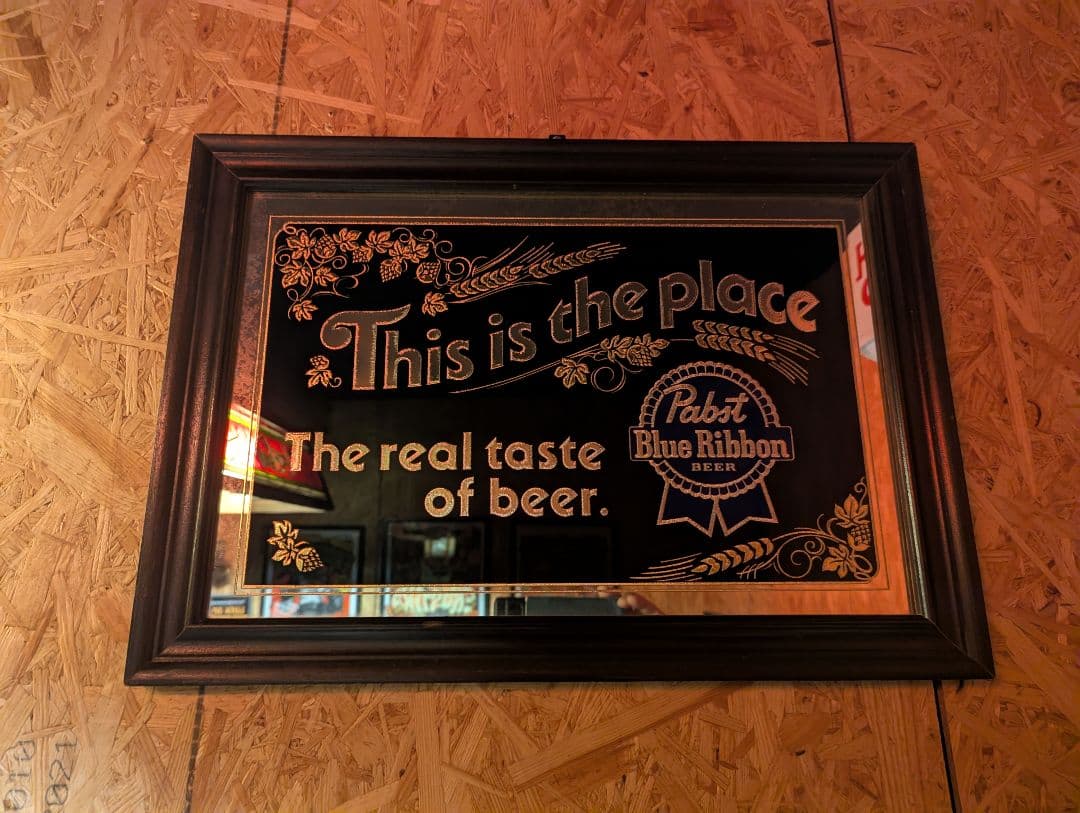 This is the place
The real taste
of beer.
Pabst
Blue Ribbon
BEER